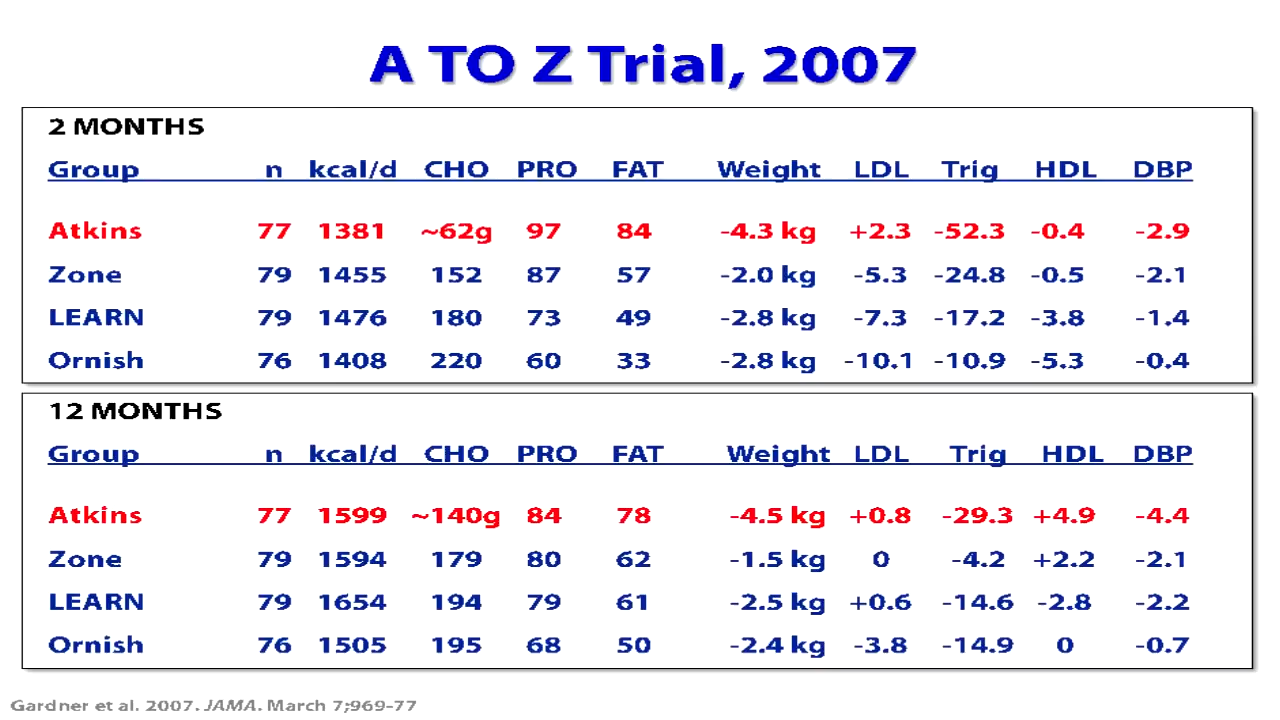 A TO Z Trial, 2007
2 MONTHS
Group n kcal/d CHO PRO FAT Weight LDL Trig HDL DBP
Atkins 77 1381 ~62g 97 84 -4.3 kg +2.3 -52.3 -0.4 -2.9
Zone 79 1455 152 87 57 -2.0 kg -5.3 -24.8 -0.5 -2.1
LEARN 79 1476 180 73 49 -2.8 kg -7.3 -17.2 -3.8 -1.4
Ornish 76 1408 220 60 33 -2.8 kg -10.1 -10.9 -5.3 -0.4
12 MONTHS
Group n kcal/d CHO PRO FAT Weight LDL Trig HDL DBP
Atkins 77 1599 ~140g 84 78 -4.5 kg +0.8 -29.3 +4.9 -4.4
Zone 79 1594 179 80 62 -1.5 kg 0 -4.2 +2.2 -2.1
LEARN 79 1654 194 79 61 -2.5 kg +0.6 -14.6 -2.8 -2.2
Ornish 76 1505 195 68 50 -2.4 kg -3.8 -14.9 0 -0.7
Gardner et al. 2007. JAMA. March 7;969-77